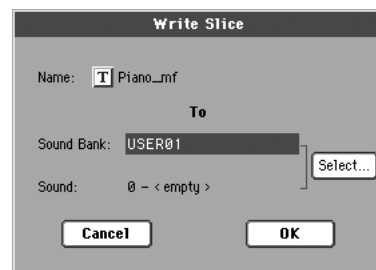 Write Slice
Name: T Piano_mf
To
Sound Bank: USER01
Select...
Sound: 0 - < empty >
Cancel OK